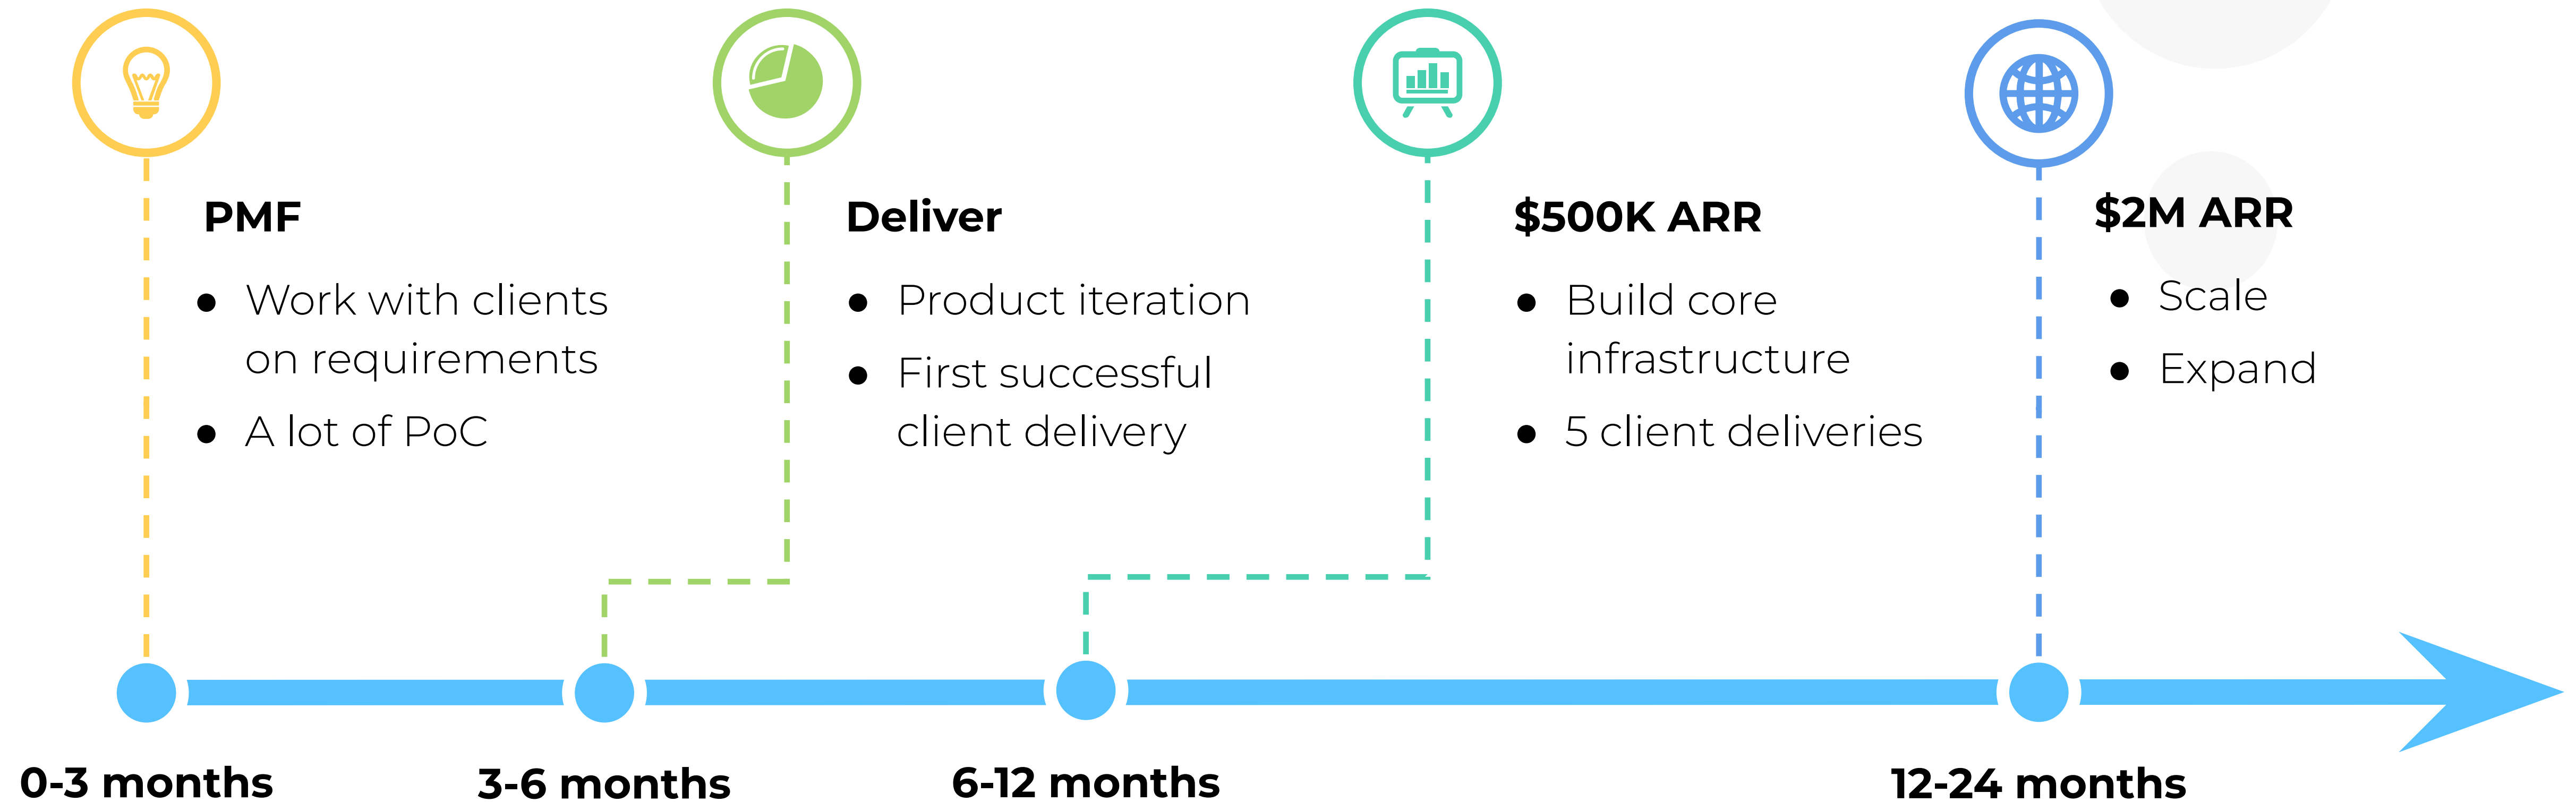 PMF
● Work with clients
on requirements
● A lot of PoC
Deliver
● Product iteration
● First successful
client delivery
$500K ARR
● Build core
infrastructure
● 5 client deliveries
$2M ARR
● Scale
● Expand
0-3 months
3-6 months
6-12 months
12-24 months